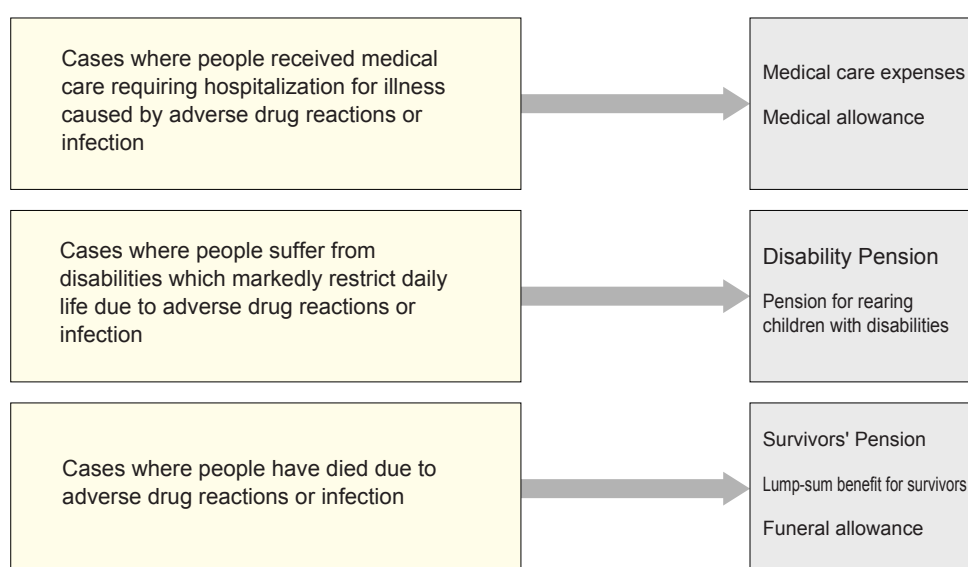 Cases where people received medical
care requiring hospitalization for illness
caused by adverse drug reactions or
infection
Medical care expenses
Medical allowance
Cases where people suffer from
disabilities which markedly restrict daily
life due to adverse drug reactions or
infection
Disability Pension
Pension for rearing
children with disabilities
Cases where people have died due to
adverse drug reactions or infection
Survivors' Pension
Lump-sum benefit for survivors
Funeral allowance